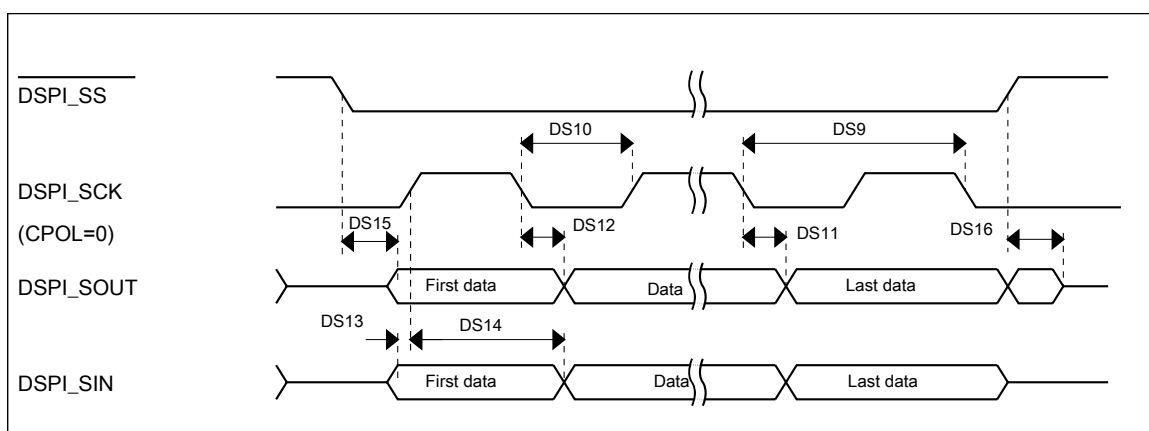 DSPI_SS
DS10
DS9
DSPI_SCK
(CPOL=0)
DS15
DS12
DS11
DS16
DSPI_SOUT
First data
Data
Last data
DS13
DS14
DSPI_SIN
First data
Data
Last data